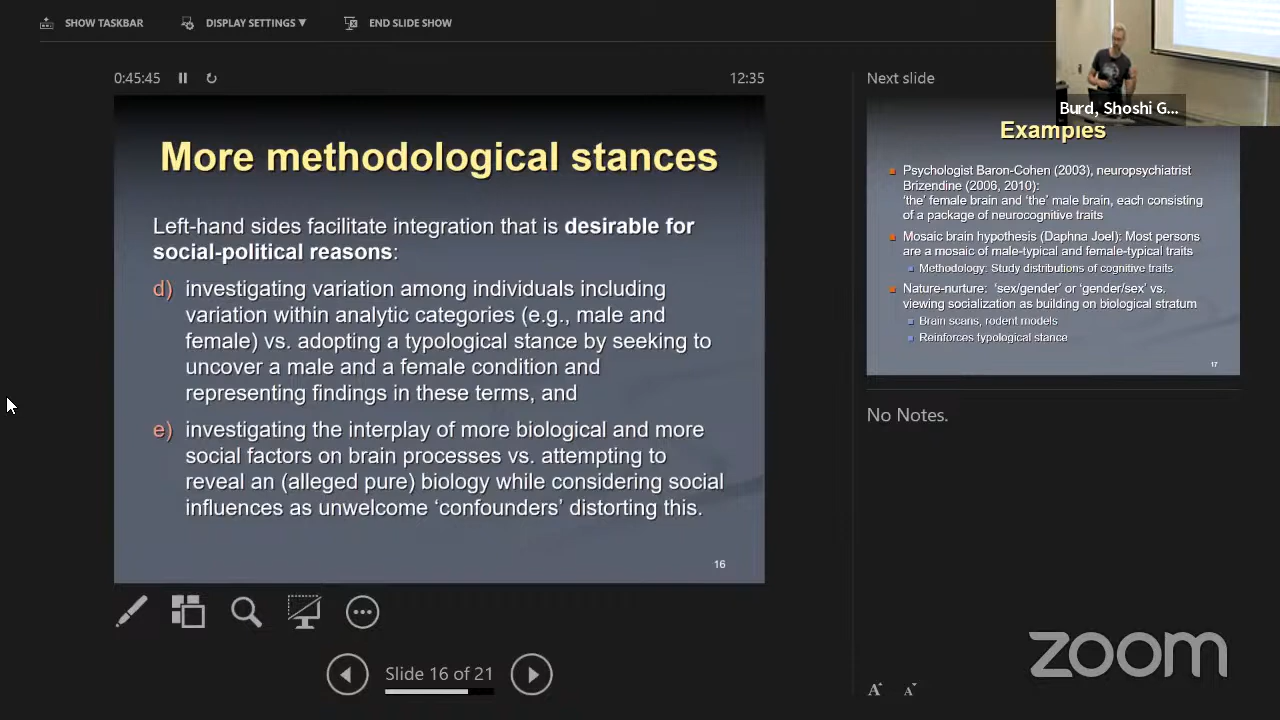 SHOW TASKBAR
DISPLAY SETTINGS ▼
END SLIDE SHOW
0:45:45
12:35
More methodological stances
Left-hand sides facilitate integration that is desirable for
social-political reasons:
d) investigating variation among individuals including
variation within analytic categories (e.g., male and
female) vs. adopting a typological stance by seeking to
uncover a male and a female condition and
representing findings in these terms, and
e) investigating the interplay of more biological and more
social factors on brain processes vs. attempting to
reveal an (alleged pure) biology while considering social
influences as unwelcome ‘confounders’ distorting this.
16
Slide 16 of 21
Next slide
Burd, Shoshi G...
Examples
Psychologist Baron-Cohen (2003), neuropsychiatrist
Brizendine (2006, 2010):
‘the’ female brain and ‘the’ male brain, each consisting
of a package of neurocognitive traits
Mosaic brain hypothesis (Daphna Joel): Most persons
are a mosaic of male-typical and female-typical traits
Methodology: Study distributions of cognitive traits
Nature-nurture: ‘sex/gender’ or ‘gender/sex’ vs.
viewing socialization as building on biological stratum
Brain scans, rodent models
Reinforces typological stance
17
No Notes.
A A
zoom